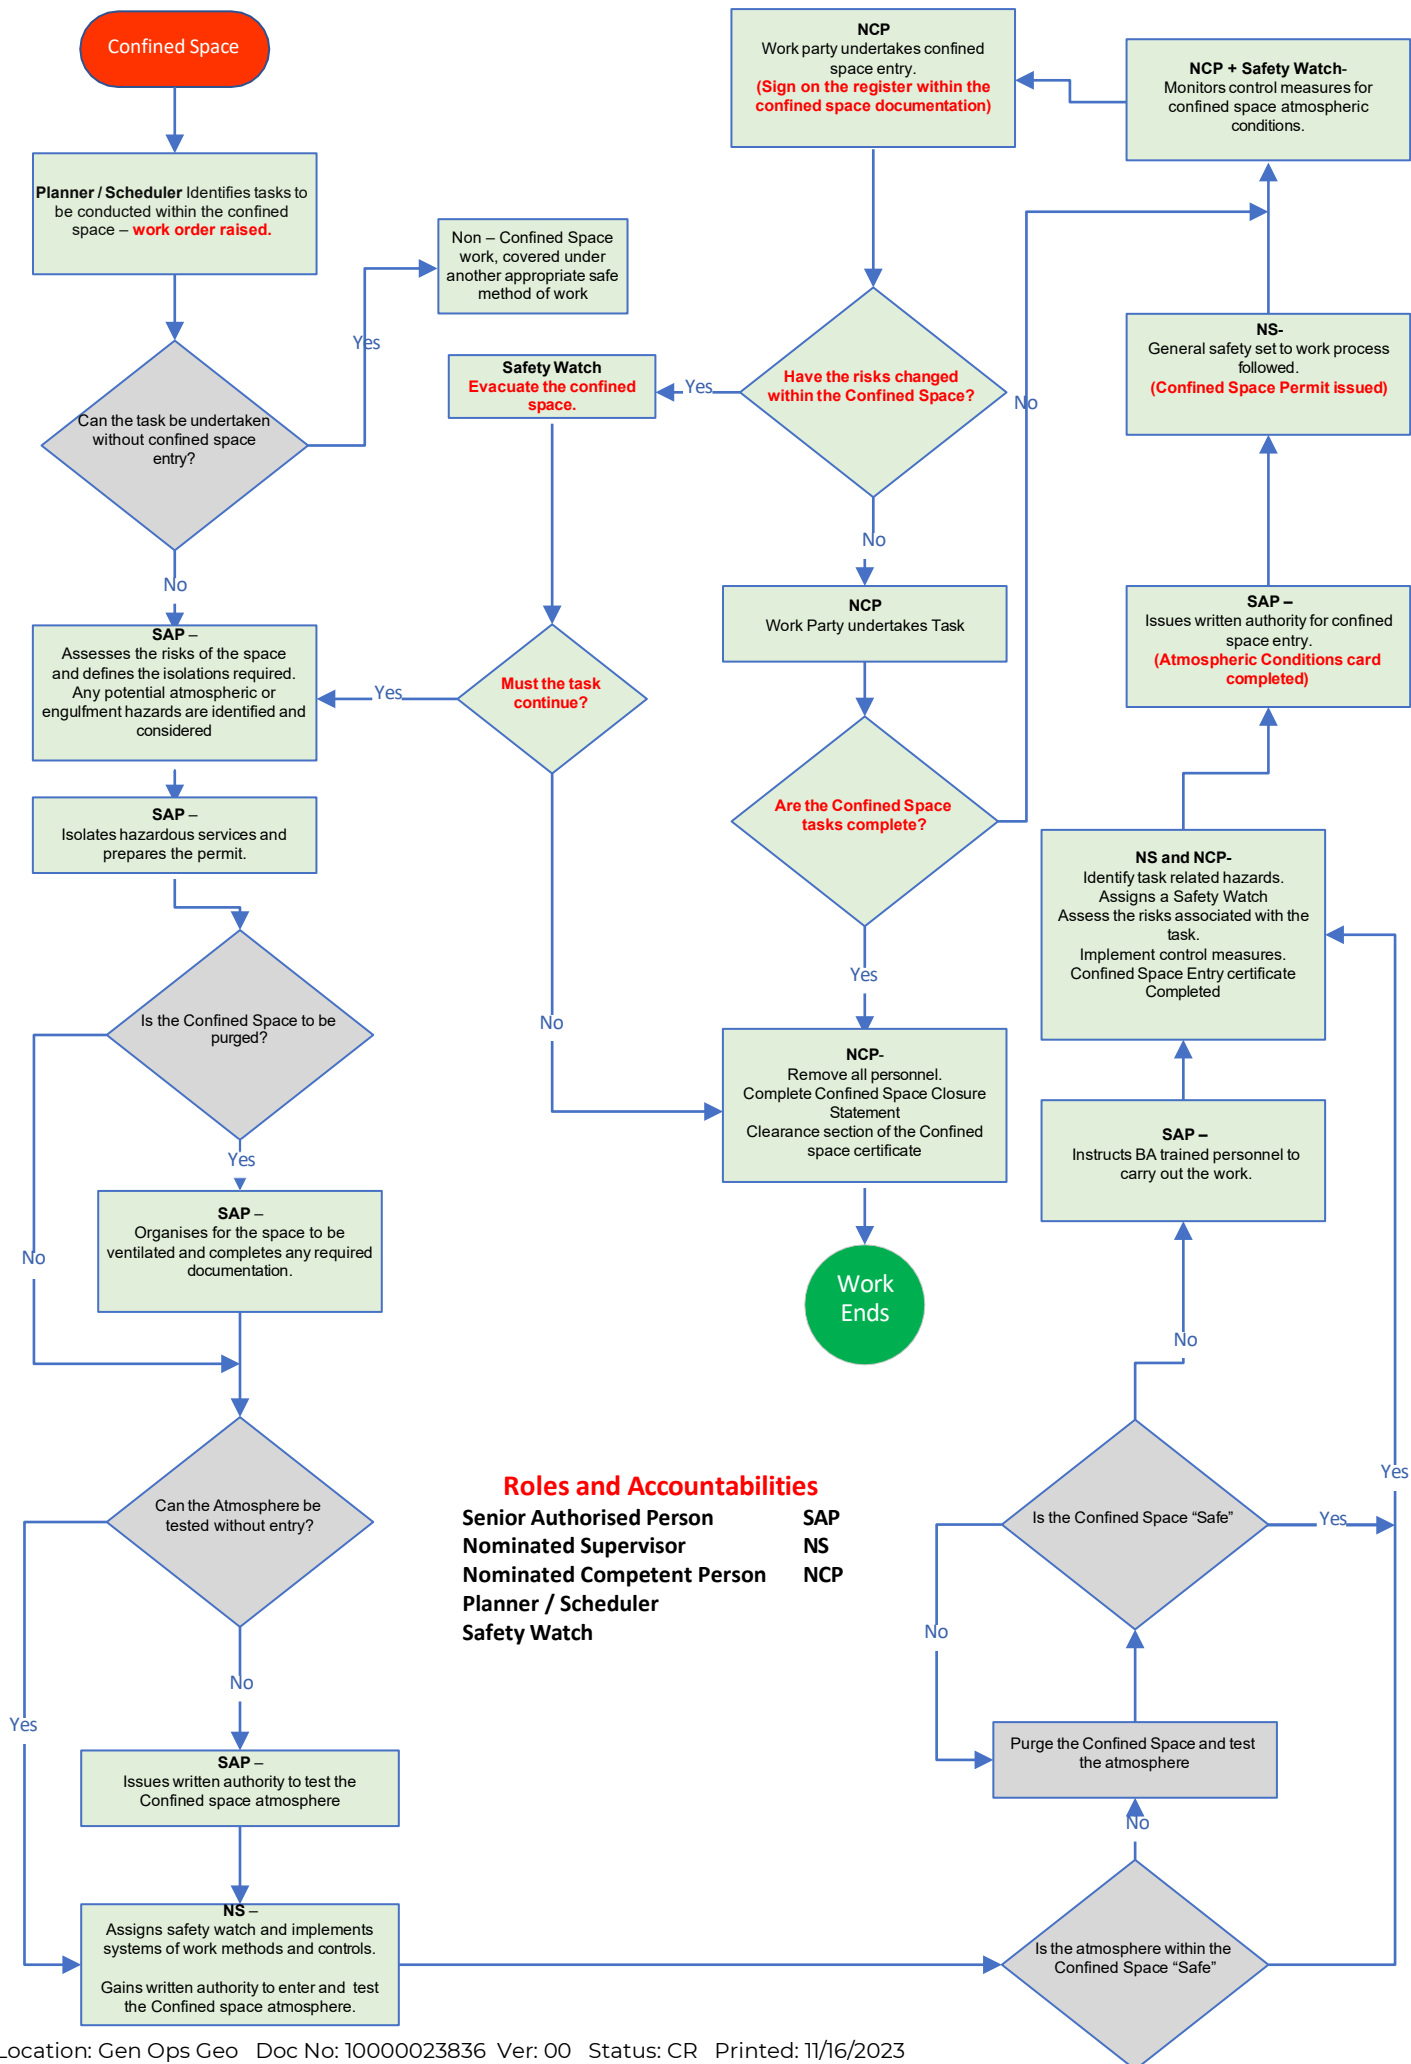 Confined Space
Planner / Scheduler Identifies tasks to
be conducted within the confined
space – work order raised.
Non – Confined Space
work, covered under
another appropriate safe
method of work
Yes
Can the task be undertaken
without confined space
entry?
No
SAP –
Assesses the risks of the space
and defines the isolations required.
Any potential atmospheric or
engulfment hazards are identified and
considered
SAP –
Isolates hazardous services and
prepares the permit.
Is the Confined Space to be
purged?
Yes
No
SAP –
Organises for the space to be
ventilated and completes any required
documentation.
Can the Atmosphere be
tested without entry?
No
Yes
SAP –
Issues written authority to test the
Confined space atmosphere
NS –
Assigns safety watch and implements
systems of work methods and controls.
Gains written authority to enter and test
the Confined space atmosphere.
NCP
Work party undertakes confined
space entry.
(Sign on the register within the
confined space documentation)
Have the risks changed
within the Confined Space?
Yes
Safety Watch
Evacuate the confined
space.
Must the task
continue?
Yes
No
No
NCP
Work Party undertakes Task
Are the Confined Space
tasks complete?
No
Yes
NCP-
Remove all personnel.
Complete Confined Space Closure
Statement
Clearance section of the Confined
space certificate
Work
Ends
Roles and Accountabilities
Senior Authorised Person SAP
Nominated Supervisor NS
Nominated Competent Person NCP
Planner / Scheduler
Safety Watch
NCP + Safety Watch-
Monitors control measures for
confined space atmospheric
conditions.
NS-
General safety set to work process
followed.
(Confined Space Permit issued)
SAP –
Issues written authority for confined
space entry.
(Atmospheric Conditions card
completed)
NS and NCP-
Identify task related hazards.
Assigns a Safety Watch
Assess the risks associated with the
task.
Implement control measures.
Confined Space Entry certificate
Completed
SAP –
Instructs BA trained personnel to
carry out the work.
No
Yes
Is the Confined Space “Safe”
Yes
No
Purge the Confined Space and test
the atmosphere
No
Is the atmosphere within the
Confined Space “Safe”
Location: Gen Ops Geo Doc No: 10000023836 Ver: 00 Status: CR Printed: 11/16/2023